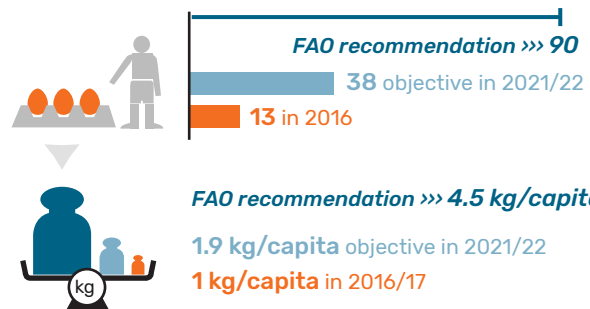 FAO recommendation ››› 90
38 objective in 2021/22
13 in 2016
FAO recommendation ››› 4.5 kg/capita
1.9 kg/capita objective in 2021/22
1 kg/capita in 2016/17
kg